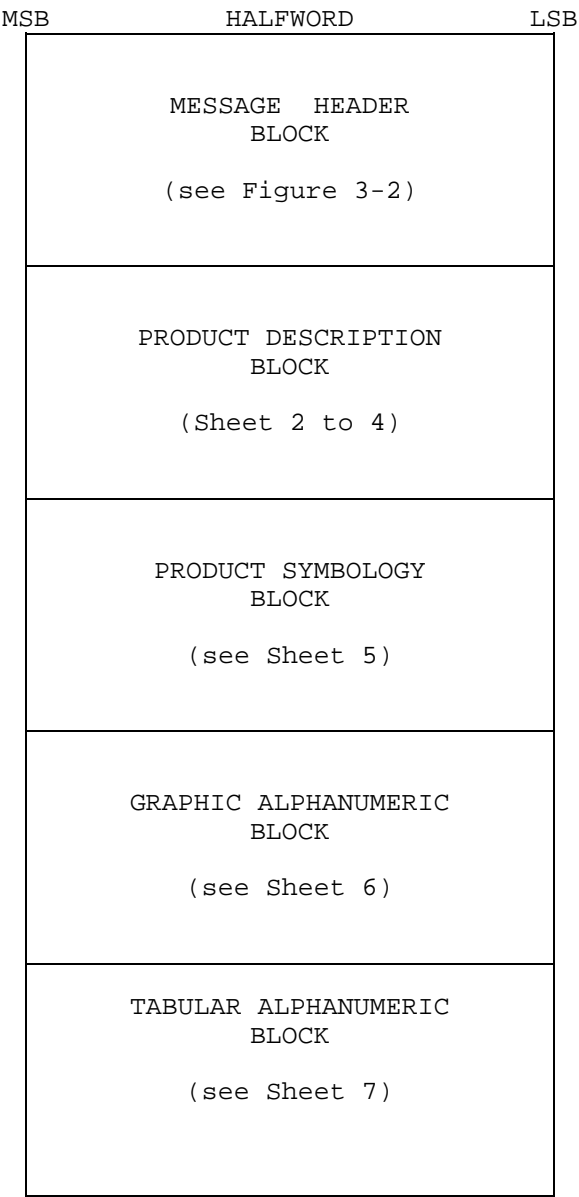 MSB HALFWORD LSB
MESSAGE HEADER
BLOCK
(see Figure 3-2)
PRODUCT DESCRIPTION
BLOCK
(Sheet 2 to 4)
PRODUCT SYMBOLOGY
BLOCK
(see Sheet 5)
GRAPHIC ALPHANUMERIC
BLOCK
(see Sheet 6)
TABULAR ALPHANUMERIC
BLOCK
(see Sheet 7)